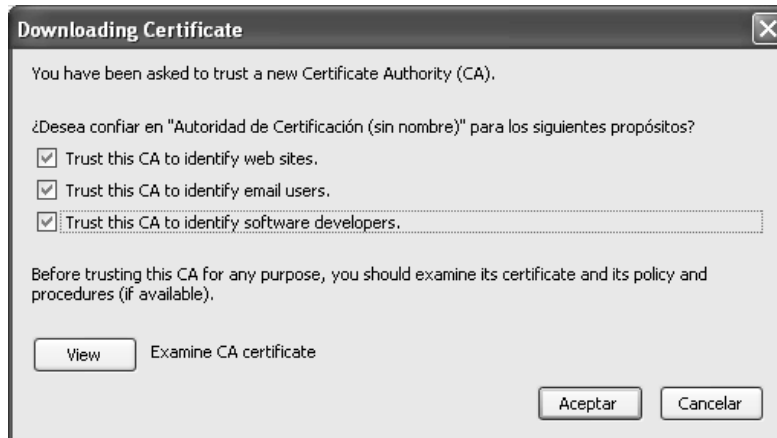 Downloading Certificate
You have been asked to trust a new Certificate Authority (CA).
¿Desea confiar en "Autoridad de Certificación (sin nombre)" para los siguientes propósitos?
Trust this CA to identify web sites.
Trust this CA to identify email users.
Trust this CA to identify software developers.
Before trusting this CA for any purpose, you should examine its certificate and its policy and
procedures (if available).
View Examine CA certificate
Aceptar Cancelar